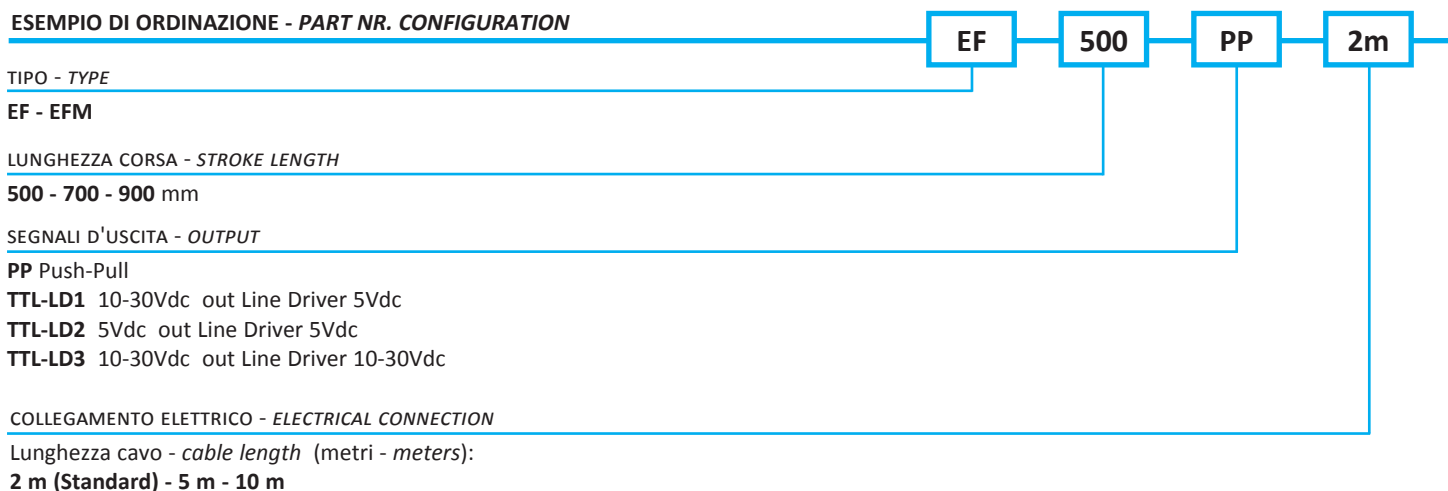 ESEMPIO DI ORDINAZIONE - PART NR. CONFIGURATION
EF 500 PP 2m
TIPO - TYPE
EF - EFM
LUNGHEZZA CORSA - STROKE LENGTH
500 - 700 - 900 mm
SEGNALI D'USCITA - OUTPUT
PP Push-Pull
TTL-LD1 10-30Vdc out Line Driver 5Vdc
TTL-LD2 5Vdc out Line Driver 5Vdc
TTL-LD3 10-30Vdc out Line Driver 10-30Vdc
COLLEGAMENTO ELETTRICO - ELECTRICAL CONNECTION
Lunghezza cavo - cable length (metri - meters):
2 m (Standard) - 5 m - 10 m